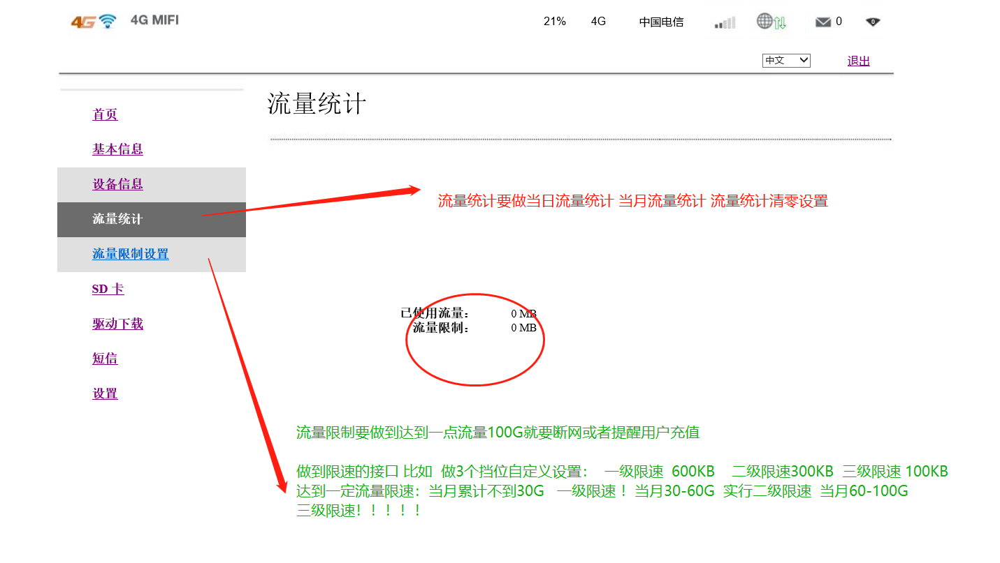 4G 4G MIFI 21% 4G 中国电信 0 0
中文 退出
流量统计
首页
基本信息
设备信息
流量统计
流量限制设置
SD 卡
驱动下载
短信
设置
流量统计要做当日流量统计 当月流量统计 流量统计清零设置
已使用流量： 0 MB
流量限制： 0 MB
流量限制要做到达到一点流量100G就要断网或者提醒用户充值
做到限速的接口 比如 做3个挡位自定义设置： 一级限速 600KB 二级限速300KB 三级限速 100KB
达到一定流量限速：当月累计不到30G 一级限速！当月30-60G 实行二级限速 当月60-100G
三级限速！！！！！